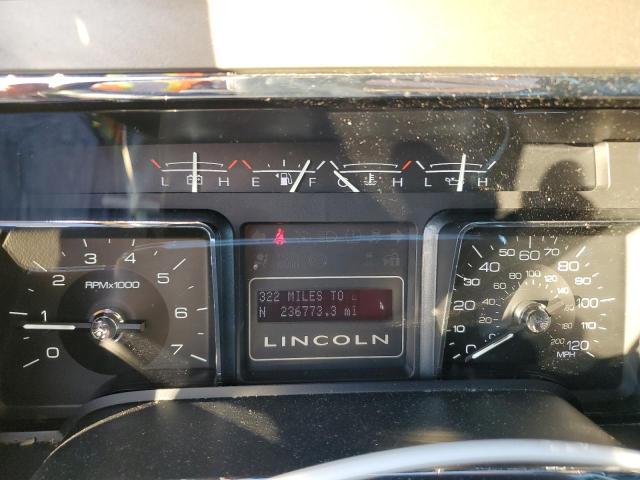 L H E F C H L H
RPMx1000
0 1 2 3 4 5 6 7
322 MILES TO
N 236773.3 mi
LINCOLN
0 10 20 30 40 50 60 70 80 90 100 110 120
MPH